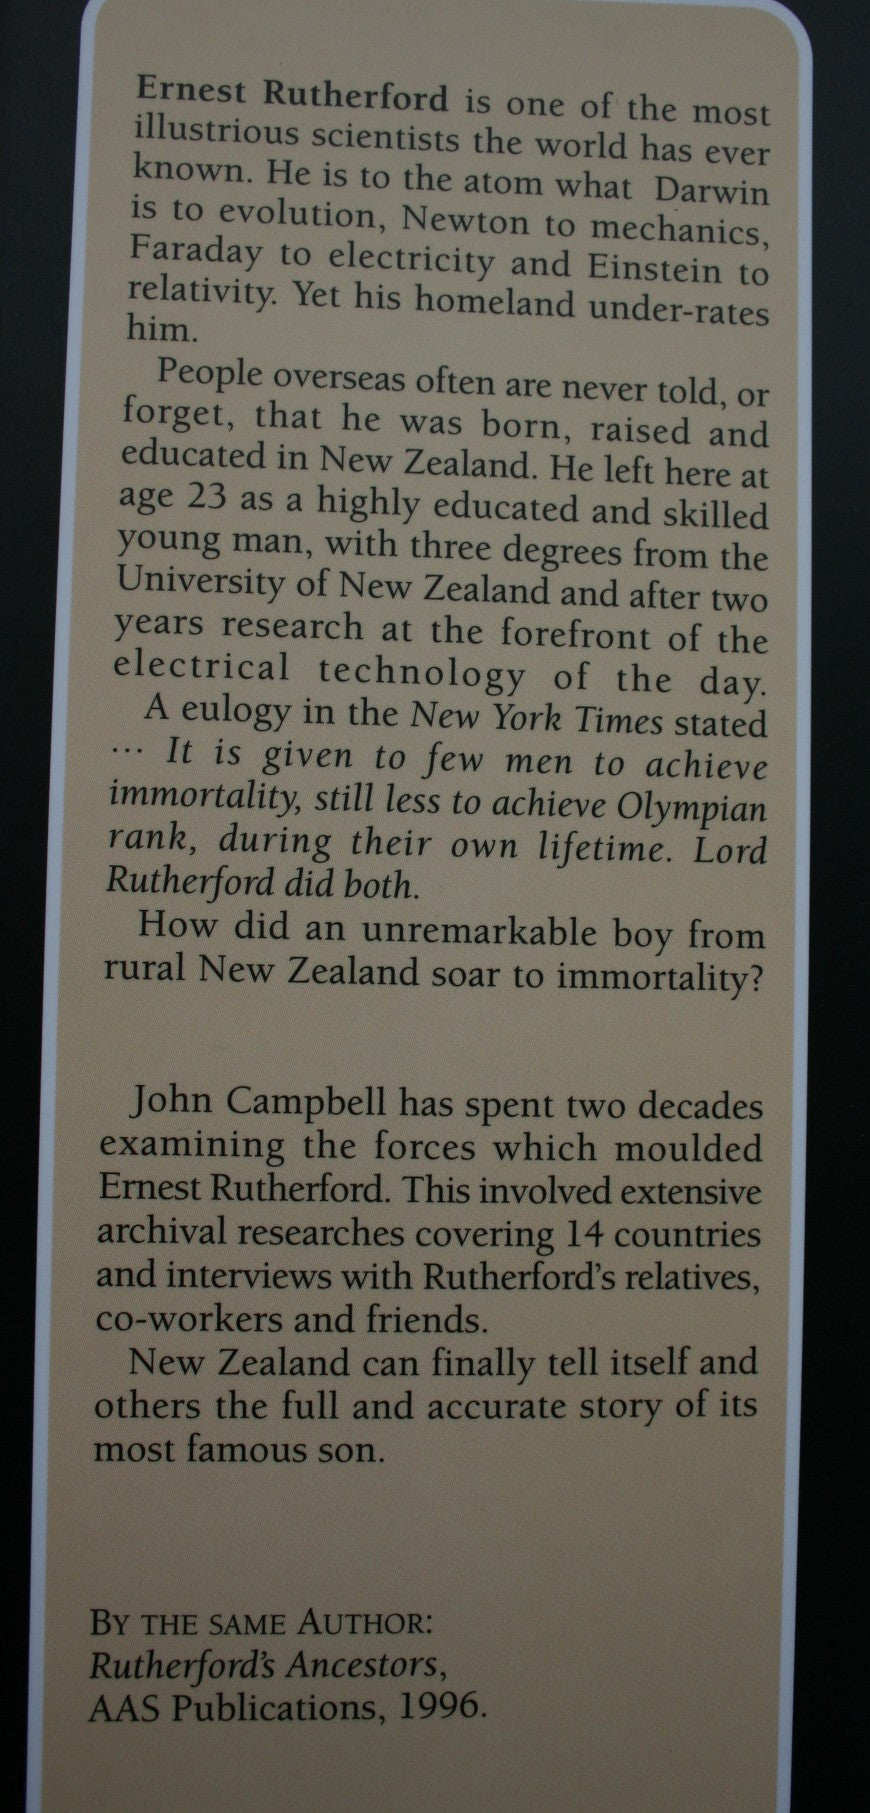 Ernest Rutherford is one of the most
illustrious scientists the world has ever
known. He is to the atom what Darwin
is to evolution, Newton to mechanics,
Faraday to electricity and Einstein to
relativity. Yet his homeland under-rates
him.
People overseas often are never told, or
forget, that he was born, raised and
educated in New Zealand. He left here at
age 23 as a highly educated and skilled
young man, with three degrees from the
University of New Zealand and after two
years research at the forefront of the
electrical technology of the day.
A eulogy in the New York Times stated
... It is given to few men to achieve
immortality, still less to achieve Olympian
rank, during their own lifetime. Lord
Rutherford did both.
How did an unremarkable boy from
rural New Zealand soar to immortality?
John Campbell has spent two decades
examining the forces which moulded
Ernest Rutherford. This involved extensive
archival researches covering 14 countries
and interviews with Rutherford's relatives,
co-workers and friends.
New Zealand can finally tell itself and
others the full and accurate story of its
most famous son.
BY THE SAME AUTHOR:
Rutherford's Ancestors,
AAS Publications, 1996.